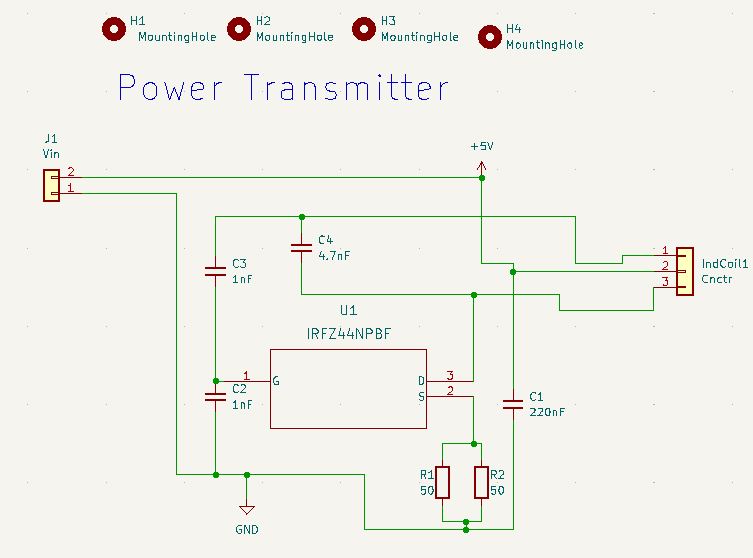 H1
MountingHole
H2
MountingHole
H3
MountingHole
H4
MountingHole
Power Transmitter
J1
Vin
2
1
+5V
C3
1nF
C4
4.7nF
1
2
3
IndCoil1
Cnctr
U1
IRFZ44NPBF
1
G
D
3
S
2
C2
1nF
C1
220nF
R1
50
R2
50
GND